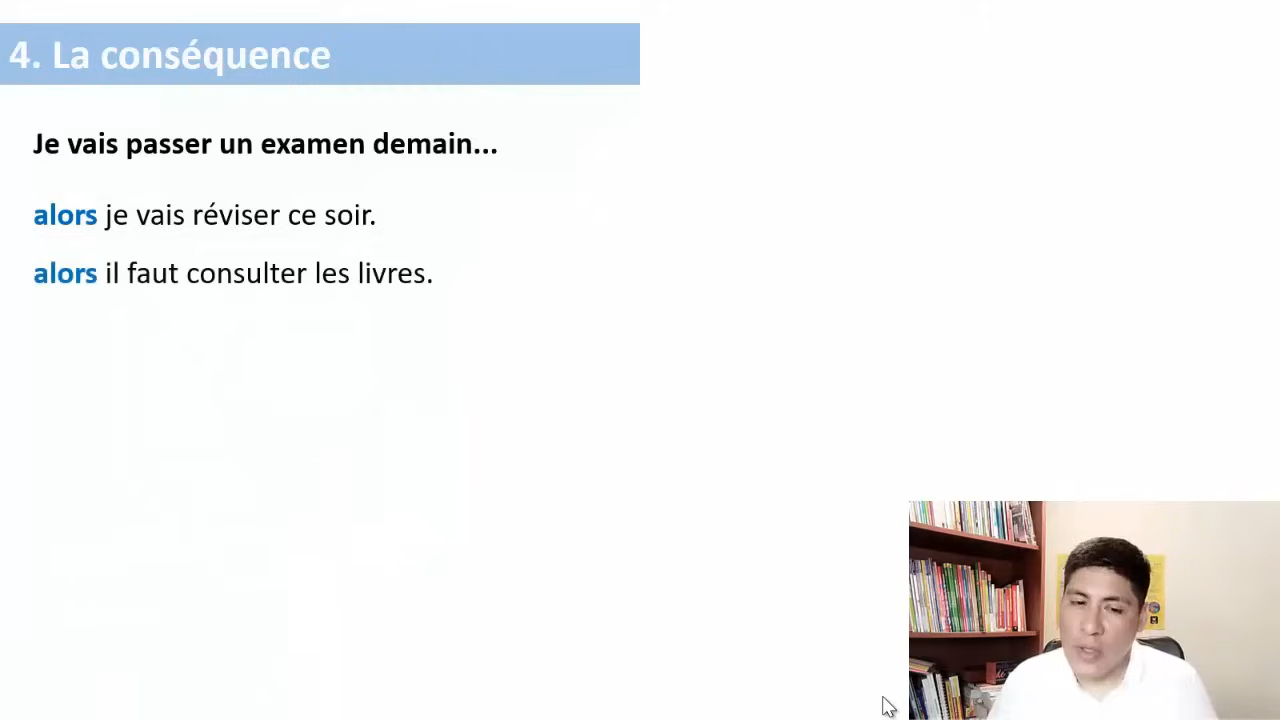 4. La conséquence
Je vais passer un examen demain...
alors je vais réviser ce soir.
alors il faut consulter les livres.